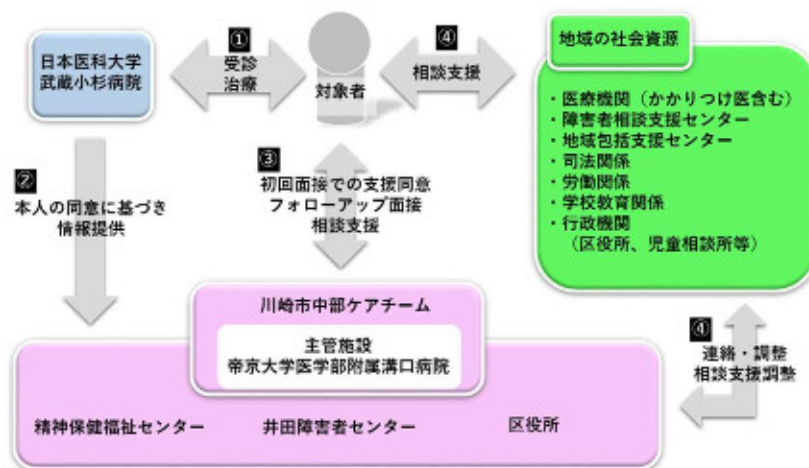 日本医科大学
武蔵小杉病院
①
受診
治療
対象者
④
相談支援
地域の社会資源
・医療機関（かかりつけ医含む）
・障害者相談支援センター
・地域包括支援センター
・司法関係
・労働関係
・学校教育関係
・行政機関
（区役所、児童相談所等）
②
本人の同意に基づき
情報提供
③
初回面接での支援同意
フォローアップ面接
相談支援
川崎市中部ケアチーム
主管施設
帝京大学医学部附属溝口病院
④
連絡・調整
相談支援調整
精神保健福祉センター
井田障害者センター
区役所